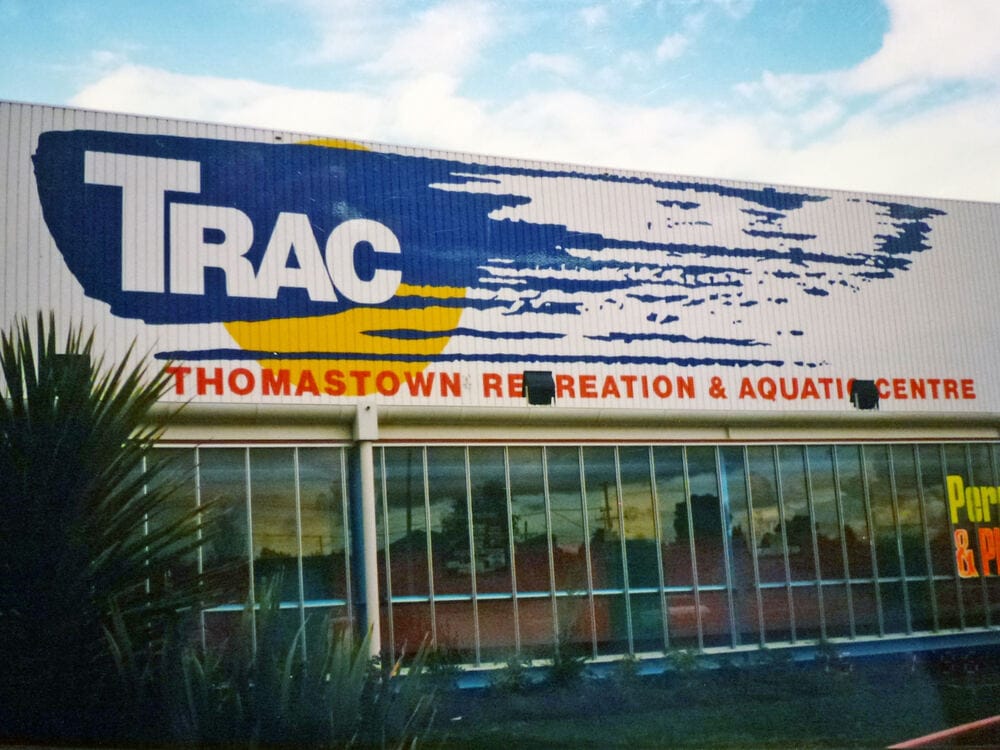 TRAC
THOMASTOWN RECREATION & AQUATIC CENTRE
&